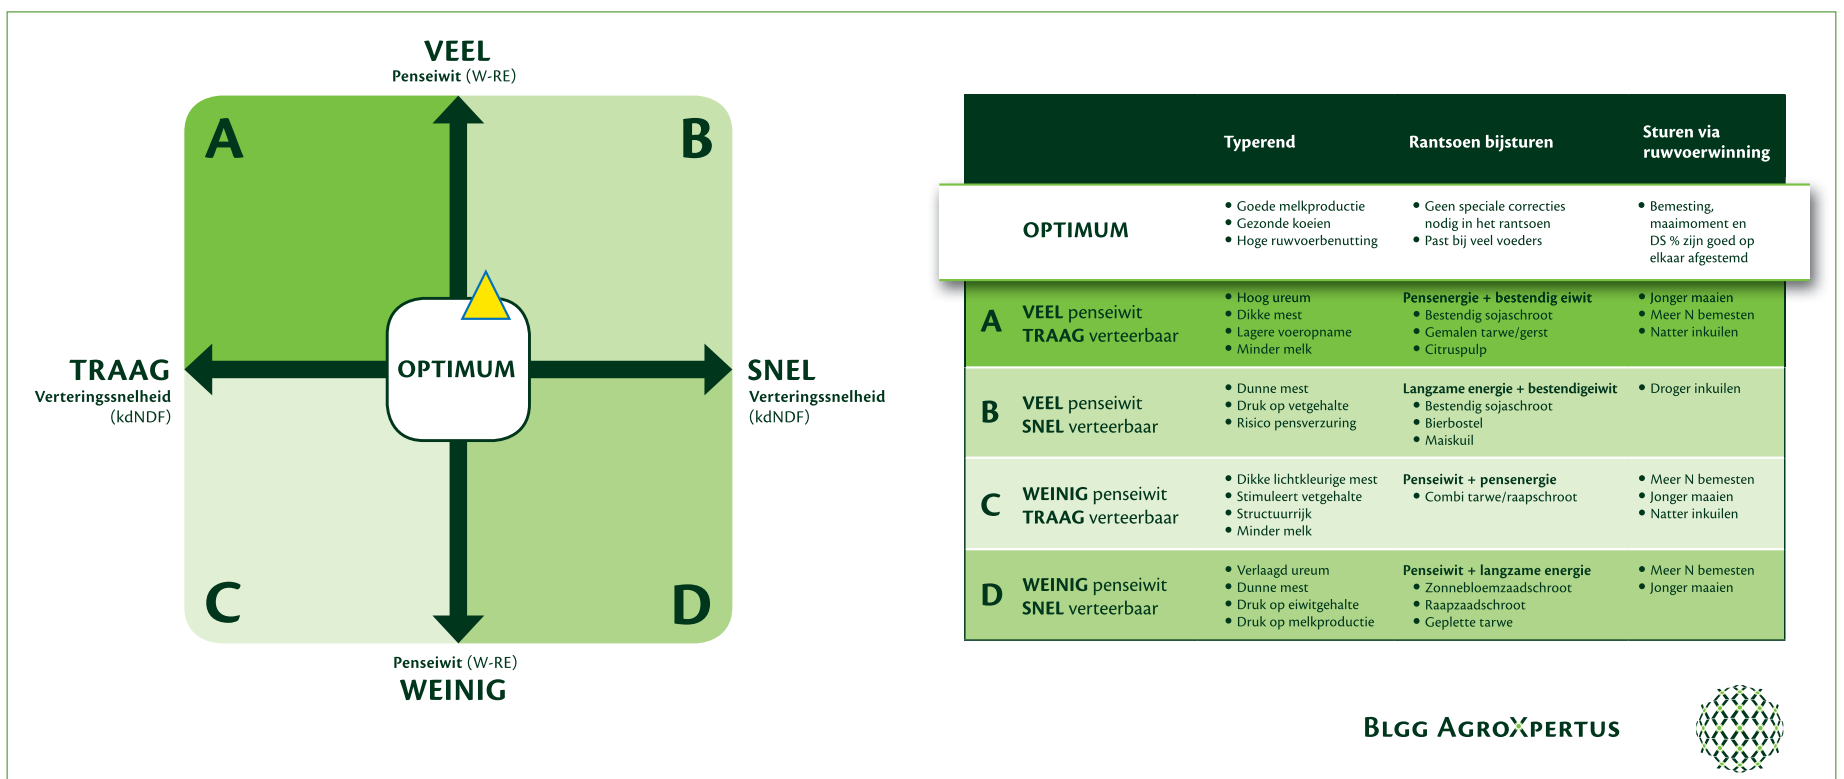 VEEL
Penseiwit (W-RE)
A
B
TRAAG
Verteringssnelheid
(kdNDF)
OPTIMUM
SNEL
Verteringssnelheid
(kdNDF)
C
D
Penseiwit (W-RE)
WEINIG
Typerend
Rantsoen bijsturen
Sturen via
ruwvoerwinning
OPTIMUM
• Goede melkproductie
• Gezonde koeien
• Hoge ruwvoerbenutting
• Geen speciale correcties
nodig in het rantsoen
• Past bij veel voeders
• Bemesting,
maaimoment en
DS % zijn goed op
elkaar afgestemd
A
VEEL penseiwit
TRAAG verteerbaar
• Hoog ureum
• Dikke mest
• Lagere voeropname
• Minder melk
Pensenergie + bestendig eiwit
• Bestendig sojaschroot
• Gemalen tarwe/gerst
• Citruspulp
• Jonger maaien
• Meer N bemesten
• Natter inkuilen
B
VEEL penseiwit
SNEL verteerbaar
• Dunne mest
• Druk op vetgehalte
• Risico pensverzuring
Langzame energie + bestendigeiwit
• Bestendig sojaschroot
• Bierbostel
• Maiskuil
• Droger inkuilen
C
WEINIG penseiwit
TRAAG verteerbaar
• Dikke lichtkleurige mest
• Stimuleert vetgehalte
• Structuurrijk
• Minder melk
Penseiwit + pensenergie
• Combi tarwe/raapschroot
• Meer N bemesten
• Jonger maaien
• Natter inkuilen
D
WEINIG penseiwit
SNEL verteerbaar
• Verlaagd ureum
• Dunne mest
• Druk op eiwitgehalte
• Druk op melkproductie
Penseiwit + langzame energie
• Zonnebloemzaadschroot
• Raapzaadschroot
• Geplette tarwe
• Meer N bemesten
• Jonger maaien
BLGG AGROXPERTUS